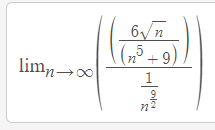 lim_{n→∞} ( ( (6√n) / (n^5 + 9) ) / ( 1 / n^{9/2} ) )